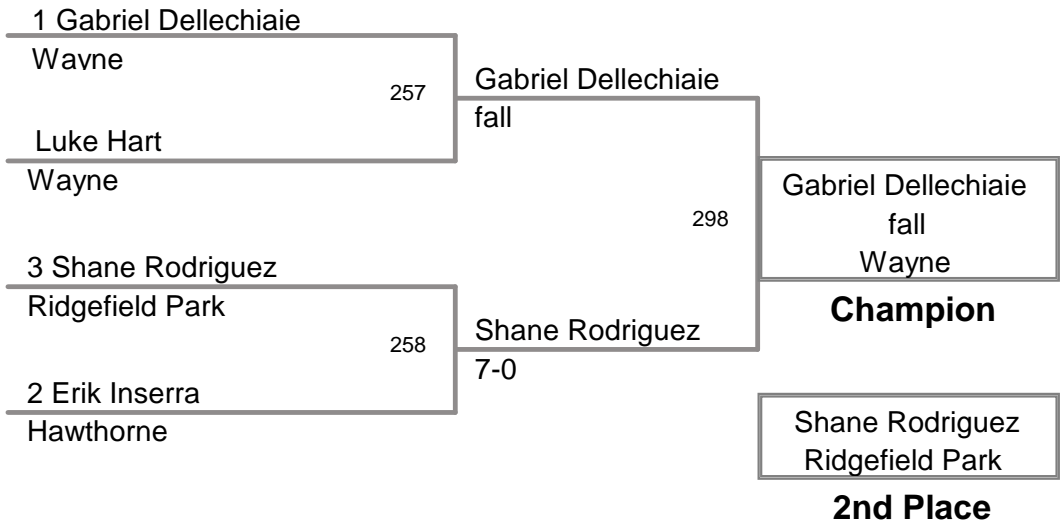 1 Gabriel Dellechiaie
Wayne
257
Gabriel Dellechiaie
fall
Luke Hart
Wayne
298
Gabriel Dellechiaie
fall
Wayne
Champion
3 Shane Rodriguez
Ridgefield Park
258
Shane Rodriguez
7-0
2 Erik Inserra
Hawthorne
Shane Rodriguez
Ridgefield Park
2nd Place